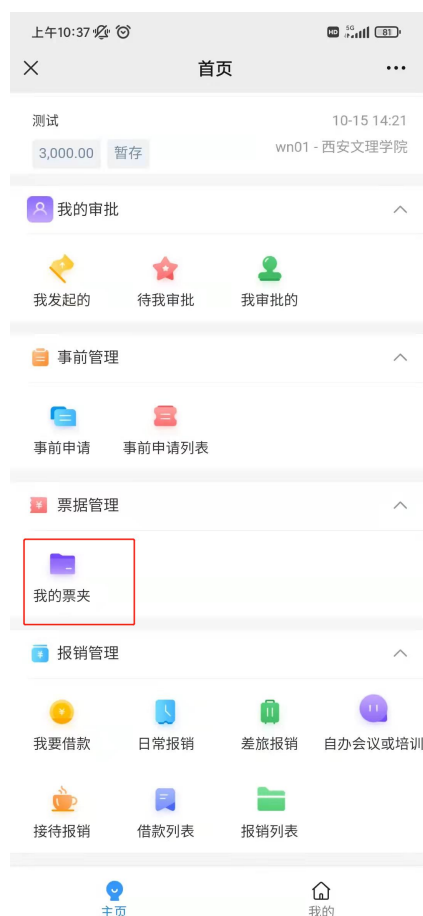 上午10:37
HD 5G 81
首页
测试 10-15 14:21
3,000.00 暂存 wn01 - 西安文理学院
我的审批
我发起的 待我审批 我审批的
事前管理
事前申请 事前申请列表
票据管理
我的票夹
报销管理
我要借款 日常报销 差旅报销 自办会议或培训
接待报销 借款列表 报销列表
主页 我的